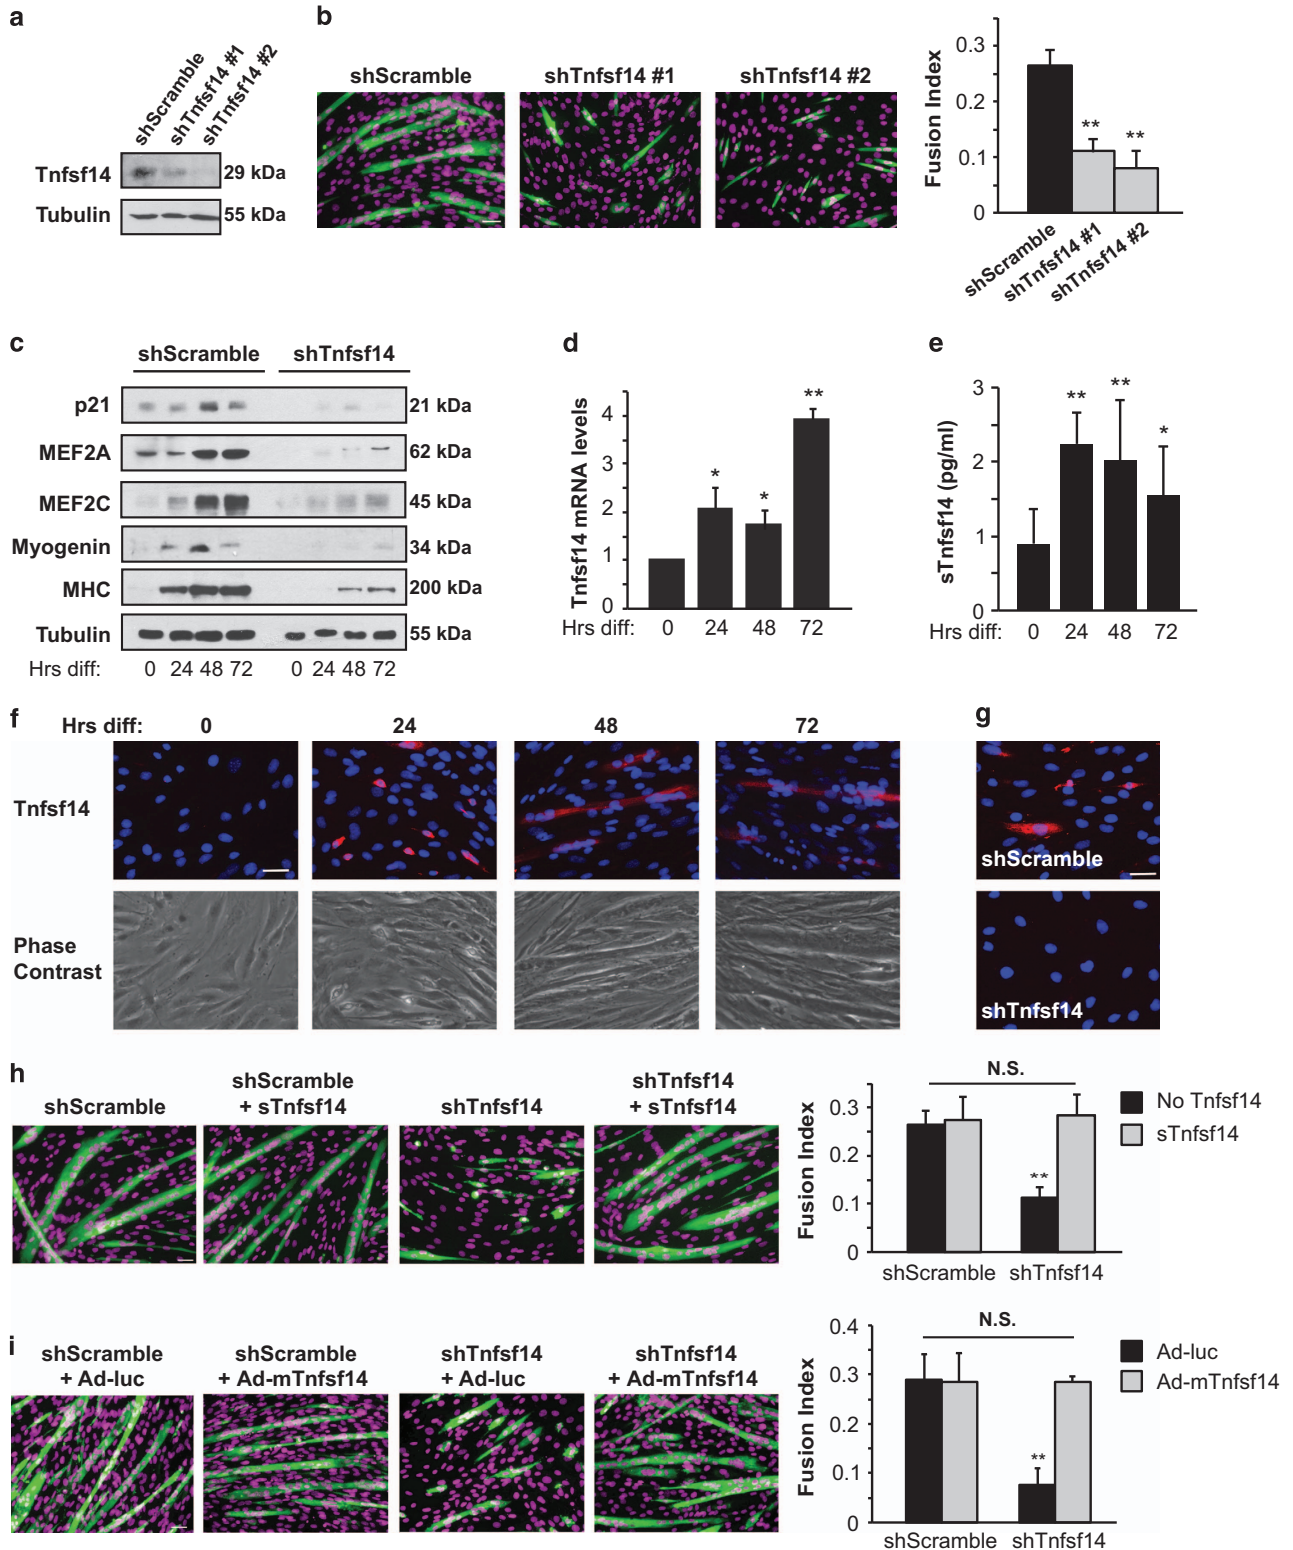 a
shScramble
shTnfsf14 #1
shTnfsf14 #2
Tnfsf14
29 kDa
Tubulin
55 kDa
b
shScramble
shTnfsf14 #1
shTnfsf14 #2
Fusion Index
0.3
0.2
0.1
0
**
**
shScramble
shTnfsf14 #1
shTnfsf14 #2
c
shScramble
shTnfsf14
p21
21 kDa
MEF2A
62 kDa
MEF2C
45 kDa
Myogenin
34 kDa
MHC
200 kDa
Tubulin
55 kDa
Hrs diff: 0 24 48 72 0 24 48 72
d
Tnfsf14 mRNA levels
4
3
2
1
0
*
*
**
Hrs diff: 0 24 48 72
e
sTnfsf14 (pg/ml)
3
2
1
0
**
**
*
Hrs diff: 0 24 48 72
f
Hrs diff: 0 24 48 72
Tnfsf14
Phase
Contrast
g
shScramble
shTnfsf14
h
shScramble
shScramble
+ sTnfsf14
shTnfsf14
shTnfsf14
+ sTnfsf14
Fusion Index
0.3
0.2
0.1
0
N.S.
**
shScramble shTnfsf14
No Tnfsf14
sTnfsf14
i
shScramble
+ Ad-luc
shScramble
+ Ad-mTnfsf14
shTnfsf14
+ Ad-luc
shTnfsf14
+ Ad-mTnfsf14
Fusion Index
0.4
0.3
0.2
0.1
0
N.S.
**
shScramble shTnfsf14
Ad-luc
Ad-mTnfsf14